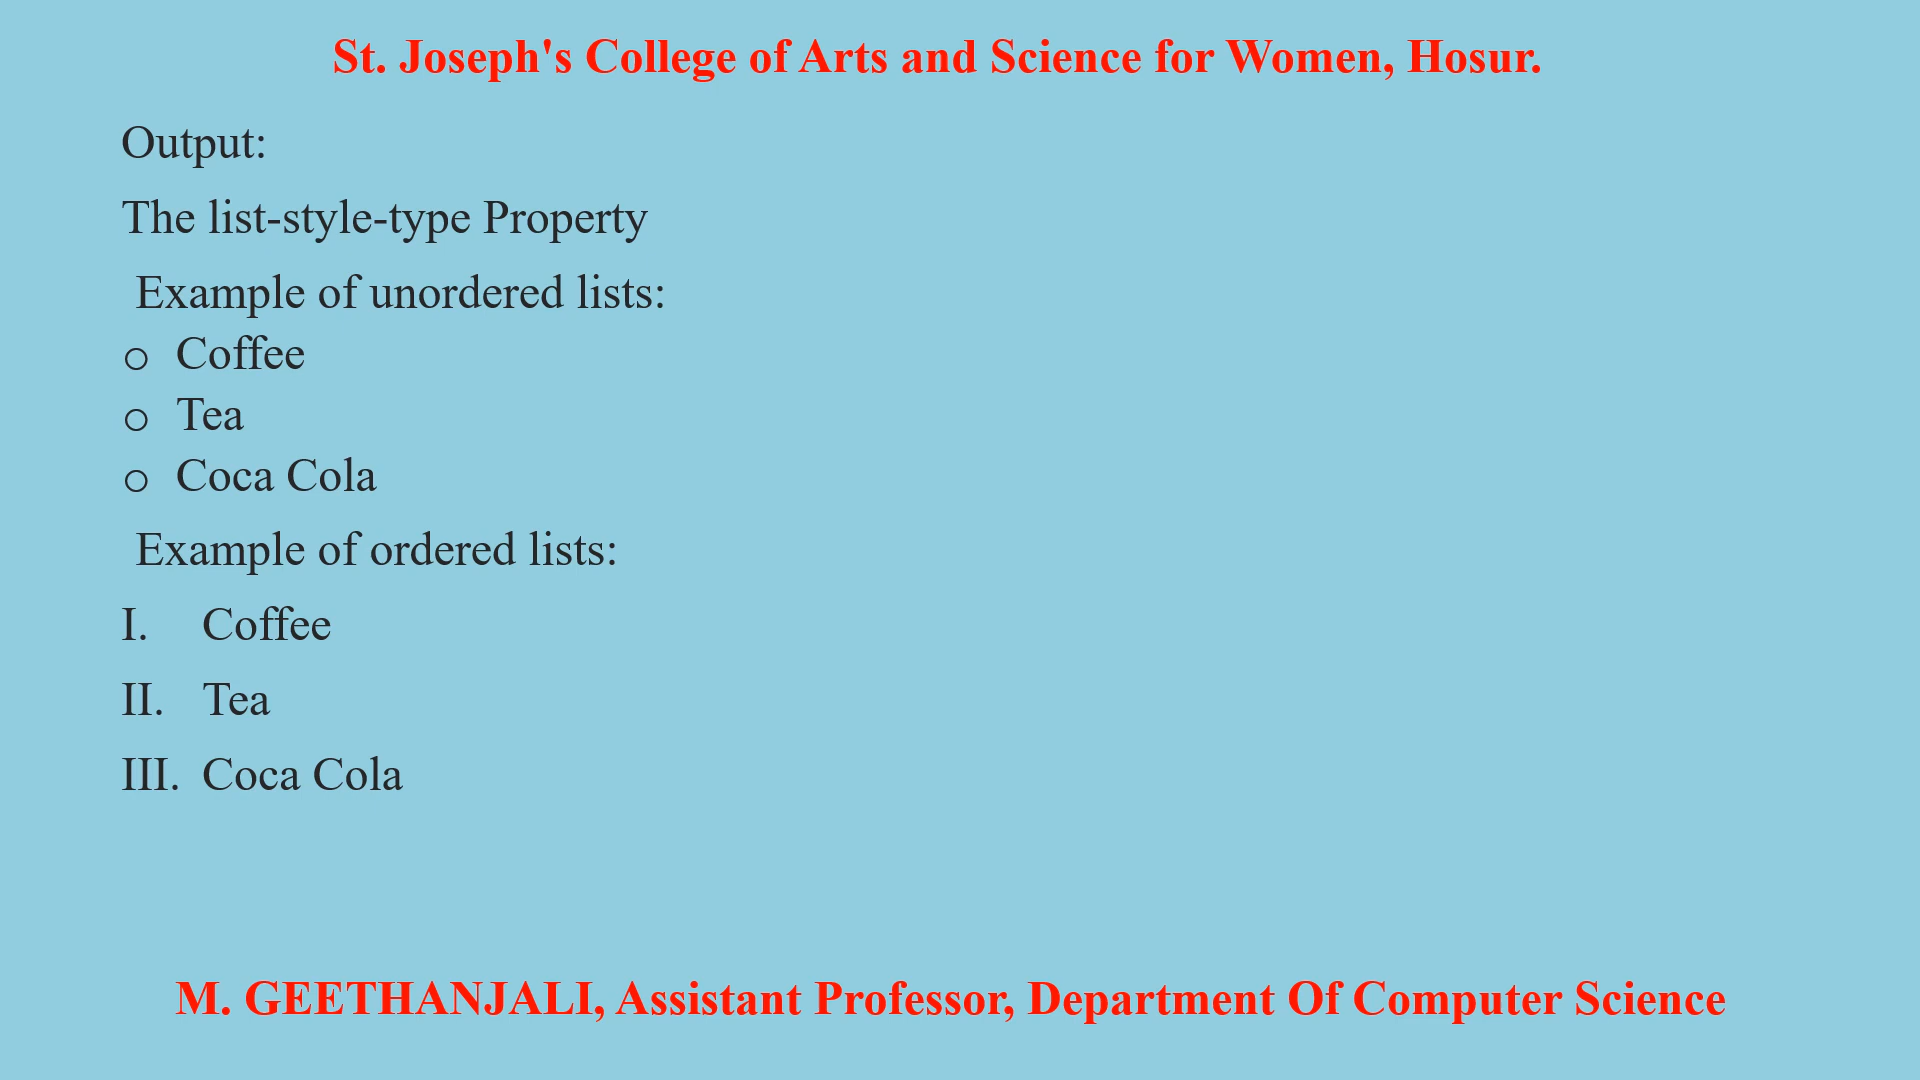 St. Joseph's College of Arts and Science for Women, Hosur.
Output:
The list-style-type Property
Example of unordered lists:
o Coffee
o Tea
o Coca Cola
Example of ordered lists:
I. Coffee
II. Tea
III. Coca Cola
M. GEETHANJALI, Assistant Professor, Department Of Computer Science